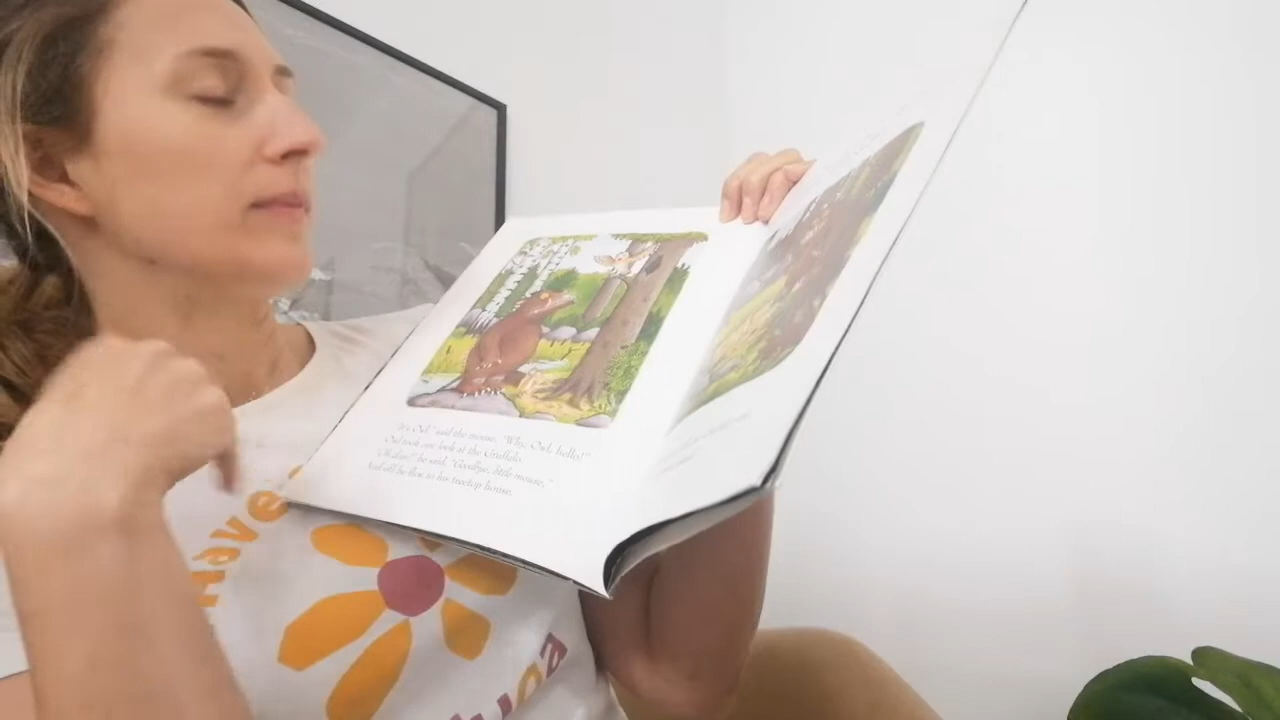 "It's Owl," said the mouse. "Why, Owl, hello!"
Owl took one look at the Gruffalo.
"Oh dear!" he said, "Goodbye, little mouse,"
And off he flew to his treetop house.
Have